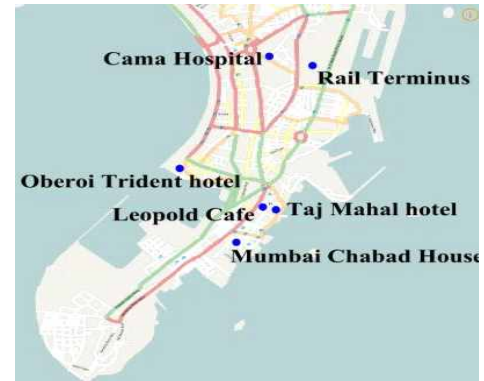 Cama Hospital
Rail Terminus
Oberoi Trident hotel
Leopold Cafe
Taj Mahal hotel
Mumbai Chabad House